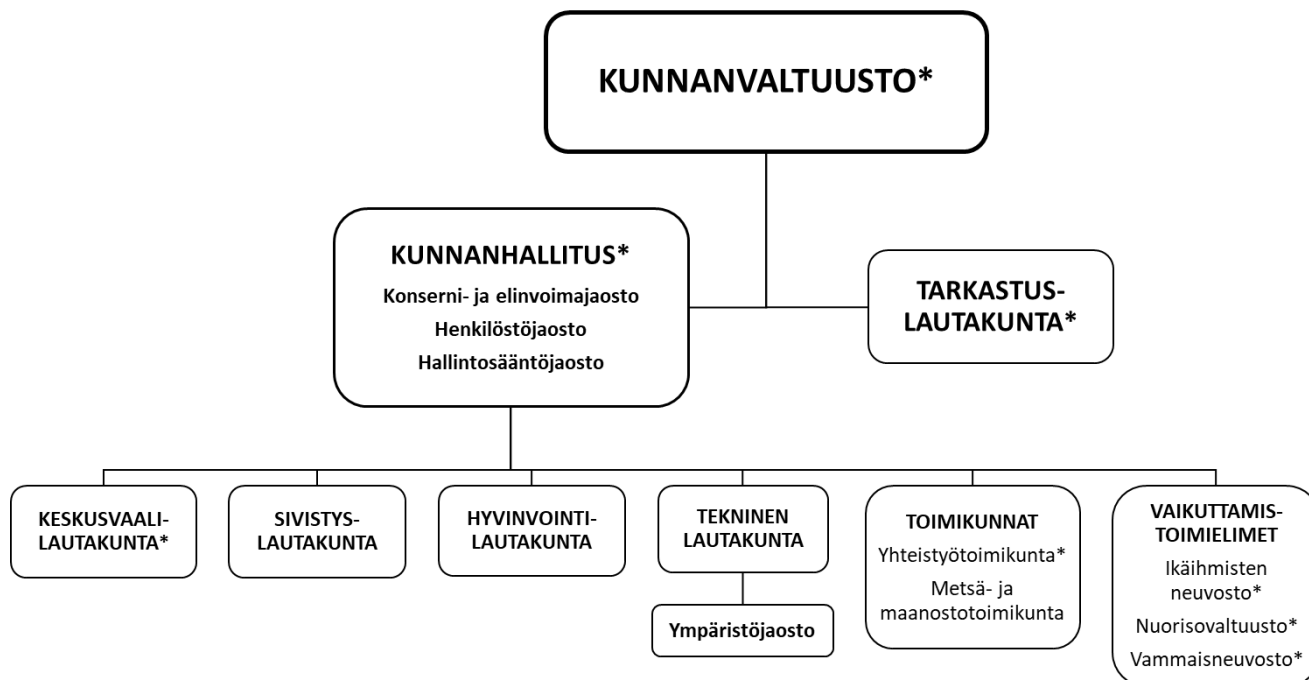 KUNNANVALTUUSTO*
KUNNANHALLITUS*
Konserni- ja elinvoimajaosto
Henkilöstöjaosto
Hallintosääntöjaosto
TARKASTUS-
LAUTAKUNTA*
KESKUSVAALI-
LAUTAKUNTA*
SIVISTYS-
LAUTAKUNTA
HYVINVOINTI-
LAUTAKUNTA
TEKNINEN
LAUTAKUNTA
Ympäristöjaosto
TOIMIKUNNAT
Yhteistyötoimikunta*
Metsä- ja
maanostotoimikunta
VAIKUTTAMIS-
TOIMIELIMET
Ikäihmisten
neuvosto*
Nuorisovaltuusto*
Vammaisneuvosto*